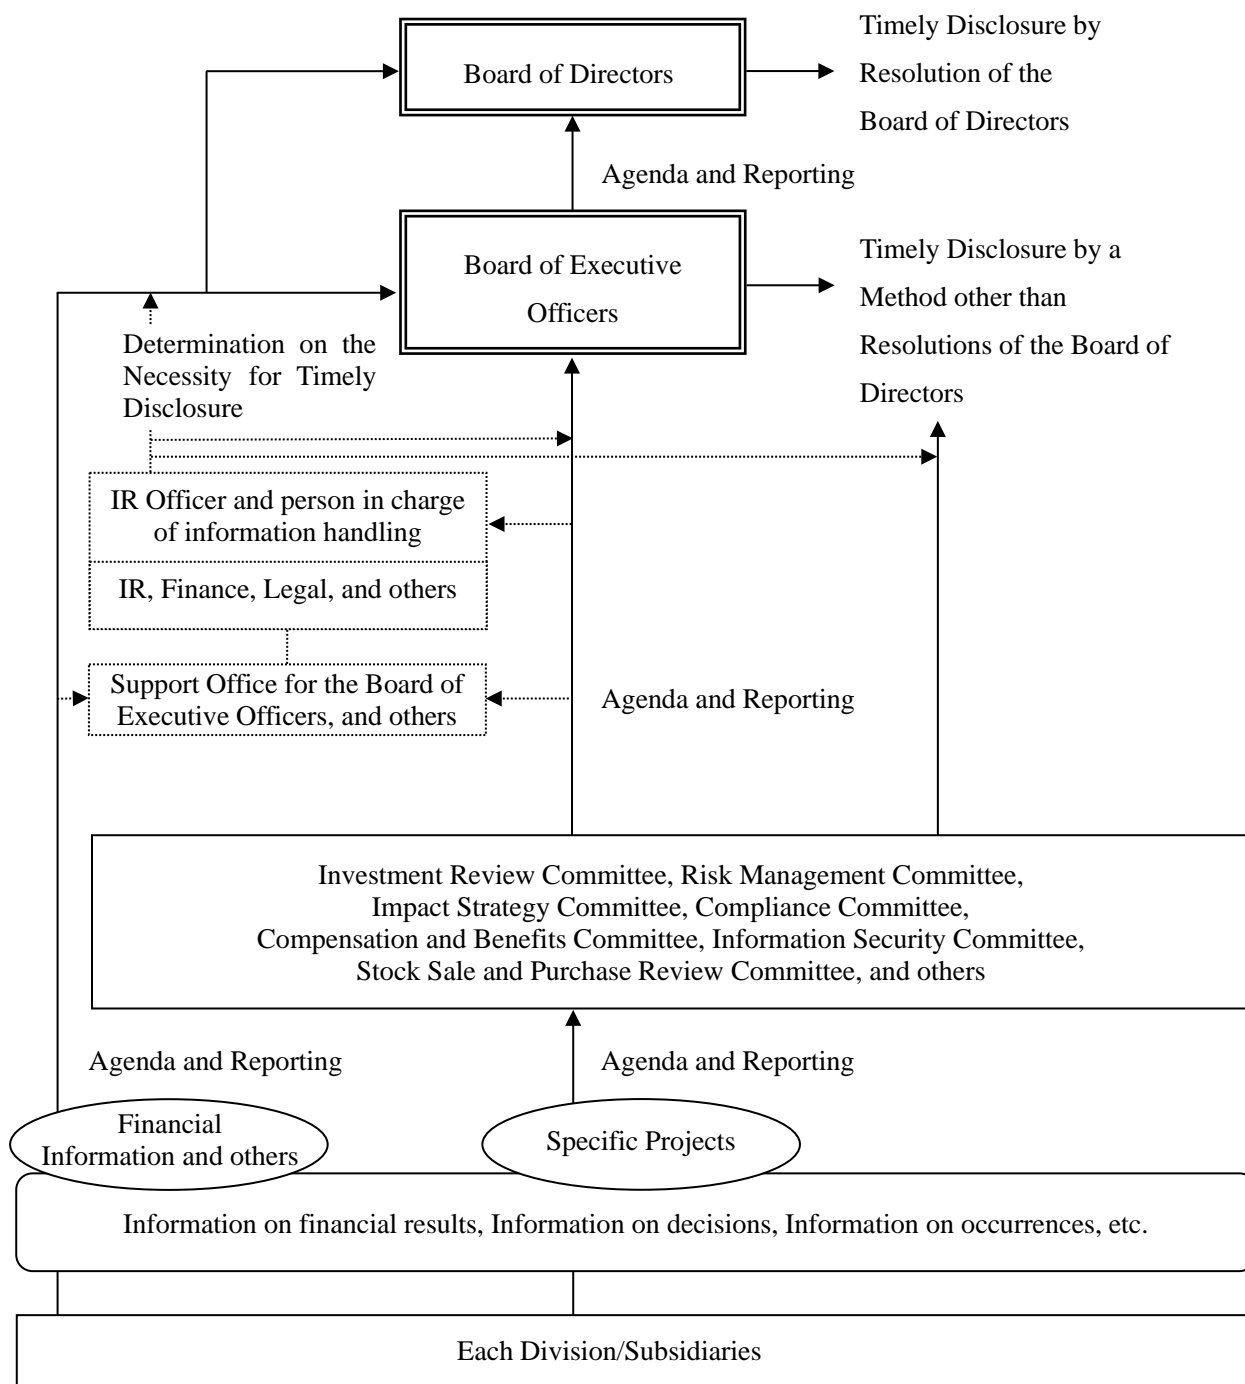 Board of Directors
Timely Disclosure by
Resolution of the
Board of Directors
Agenda and Reporting
Board of Executive
Officers
Timely Disclosure by a
Method other than
Resolutions of the Board of
Directors
Determination on the
Necessity for Timely
Disclosure
IR Officer and person in charge
of information handling
IR, Finance, Legal, and others
Support Office for the Board of
Executive Officers, and others
Agenda and Reporting
Investment Review Committee, Risk Management Committee,
Impact Strategy Committee, Compliance Committee,
Compensation and Benefits Committee, Information Security Committee,
Stock Sale and Purchase Review Committee, and others
Agenda and Reporting
Agenda and Reporting
Financial
Information and others
Specific Projects
Information on financial results, Information on decisions, Information on occurrences, etc.
Each Division/Subsidiaries